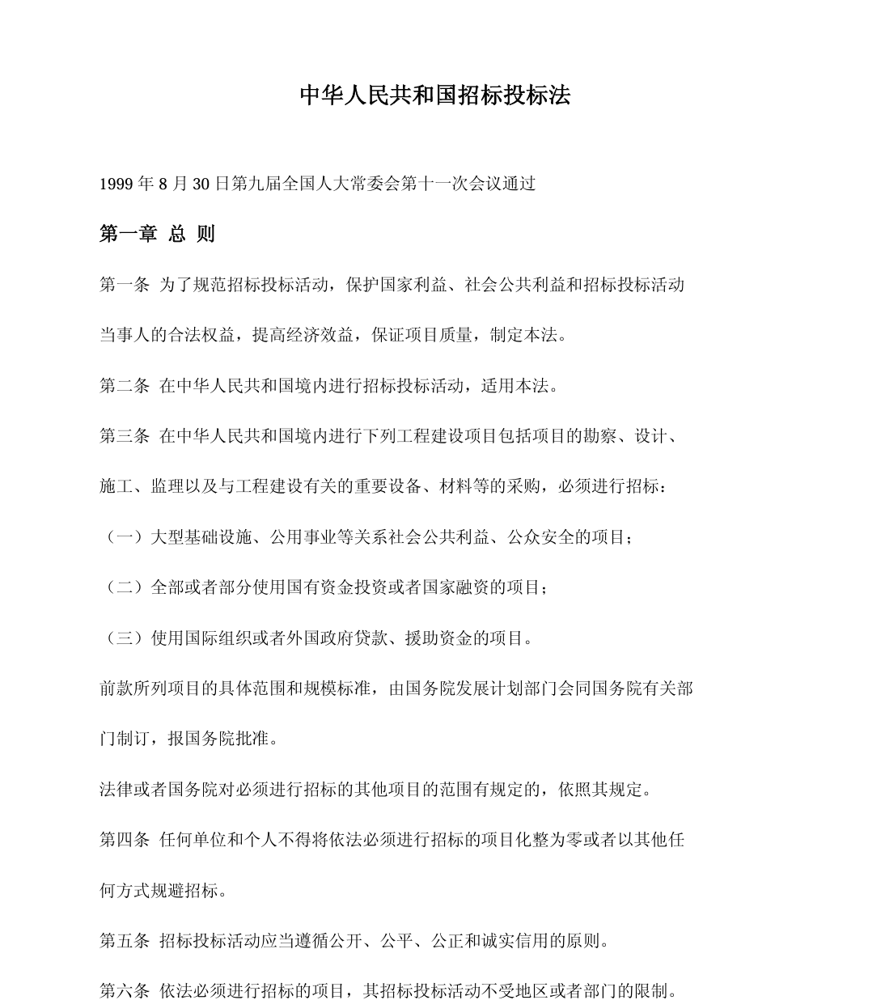 中华人民共和国招标投标法
1999 年 8 月 30 日第九届全国人大常委会第十一次会议通过
第一章 总 则
第一条 为了规范招标投标活动，保护国家利益、社会公共利益和招标投标活动
当事人的合法权益，提高经济效益，保证项目质量，制定本法。
第二条 在中华人民共和国境内进行招标投标活动，适用本法。
第三条 在中华人民共和国境内进行下列工程建设项目包括项目的勘察、设计、
施工、监理以及与工程建设有关的重要设备、材料等的采购，必须进行招标：
（一）大型基础设施、公用事业等关系社会公共利益、公众安全的项目；
（二）全部或者部分使用国有资金投资或者国家融资的项目；
（三）使用国际组织或者外国政府贷款、援助资金的项目。
前款所列项目的具体范围和规模标准，由国务院发展计划部门会同国务院有关部
门制订，报国务院批准。
法律或者国务院对必须进行招标的其他项目的范围有规定的，依照其规定。
第四条 任何单位和个人不得将依法必须进行招标的项目化整为零或者以其他任
何方式规避招标。
第五条 招标投标活动应当遵循公开、公平、公正和诚实信用的原则。
第六条 依法必须进行招标的项目，其招标投标活动不受地区或者部门的限制。